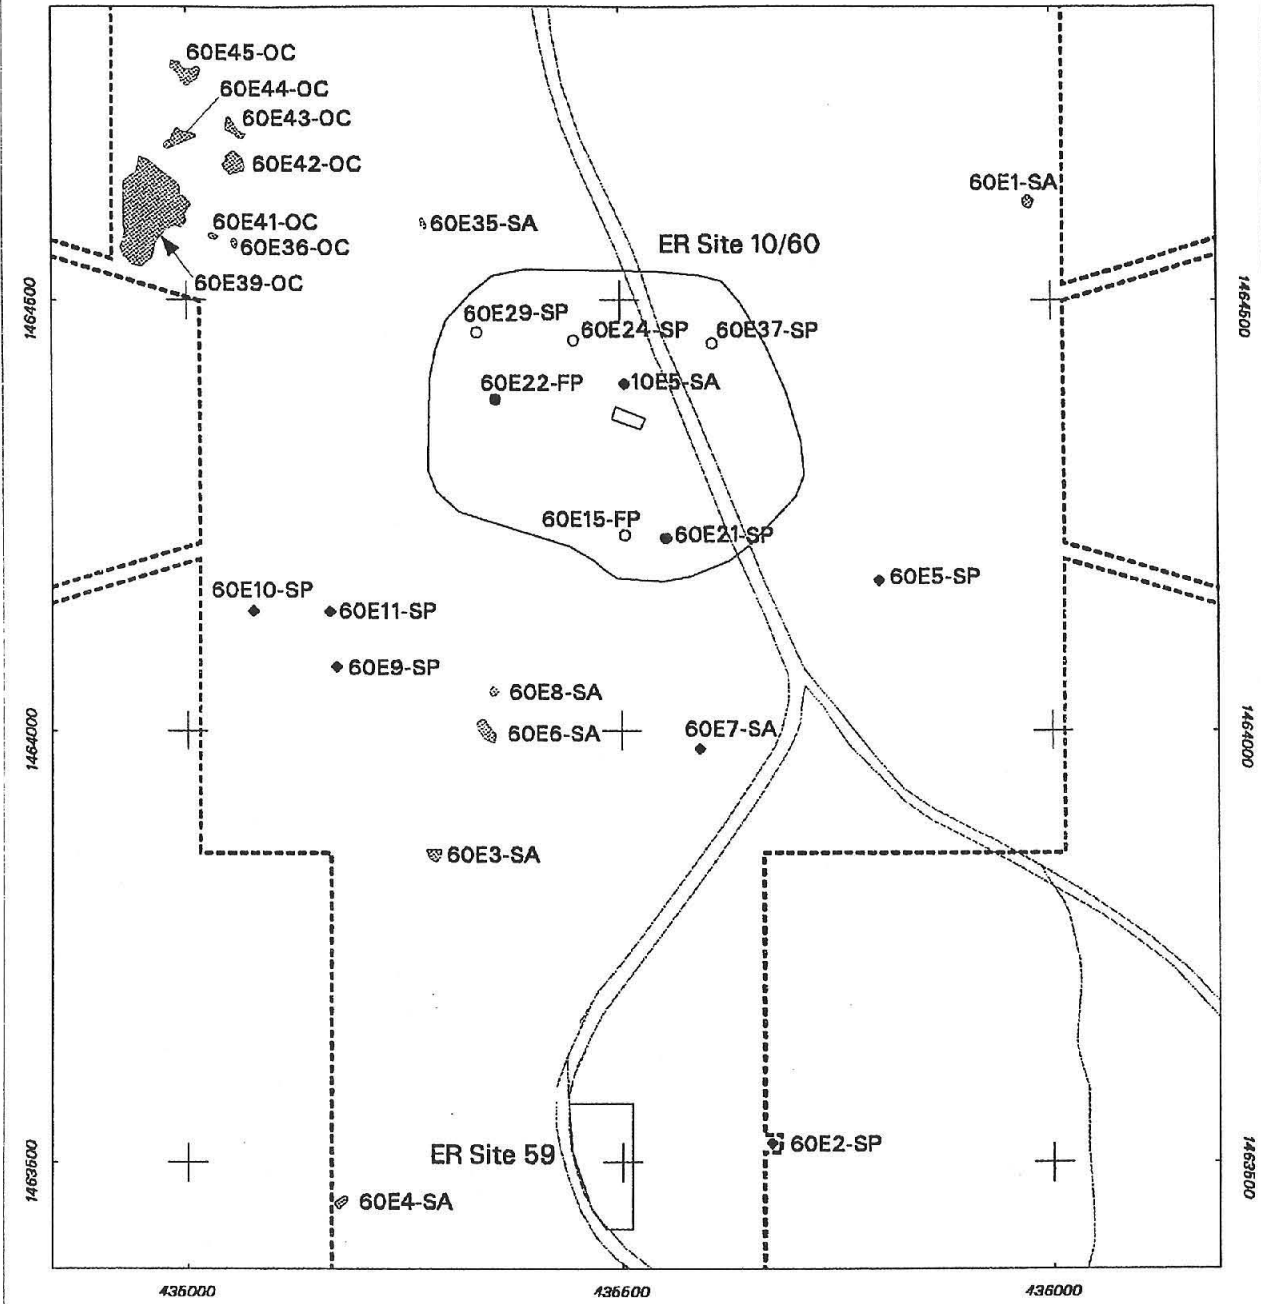 60E45-OC
60E44-OC
60E43-OC
60E42-OC
60E1-SA
60E41-OC
60E35-SA
60E36-OC
ER Site 10/60
60E39-OC
1464500
1464500
60E29-SP
60E24-SP
60E37-SP
60E22-FP
10E5-SA
60E15-FP
60E21-SP
60E5-SP
60E10-SP
60E11-SP
60E9-SP
60E8-SA
60E7-SA
60E6-SA
1464000
1464000
60E3-SA
60E2-SP
ER Site 59
1463500
1463500
60E4-SA
435000
435500
436000